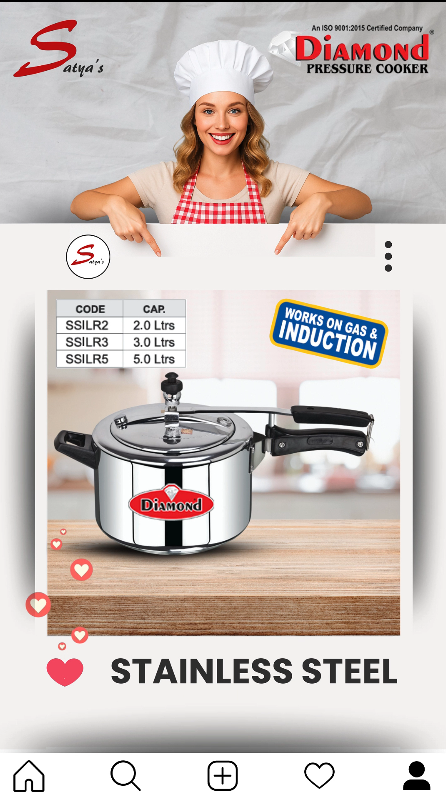 Satya's
An ISO 9001:2015 Certified Company
DIAMOND®
PRESSURE COOKER
Satya's
CODE CAP.
SSILR2 2.0 Ltrs
SSILR3 3.0 Ltrs
SSILR5 5.0 Ltrs
WORKS ON GAS &
INDUCTION
DIAMOND
STAINLESS STEEL